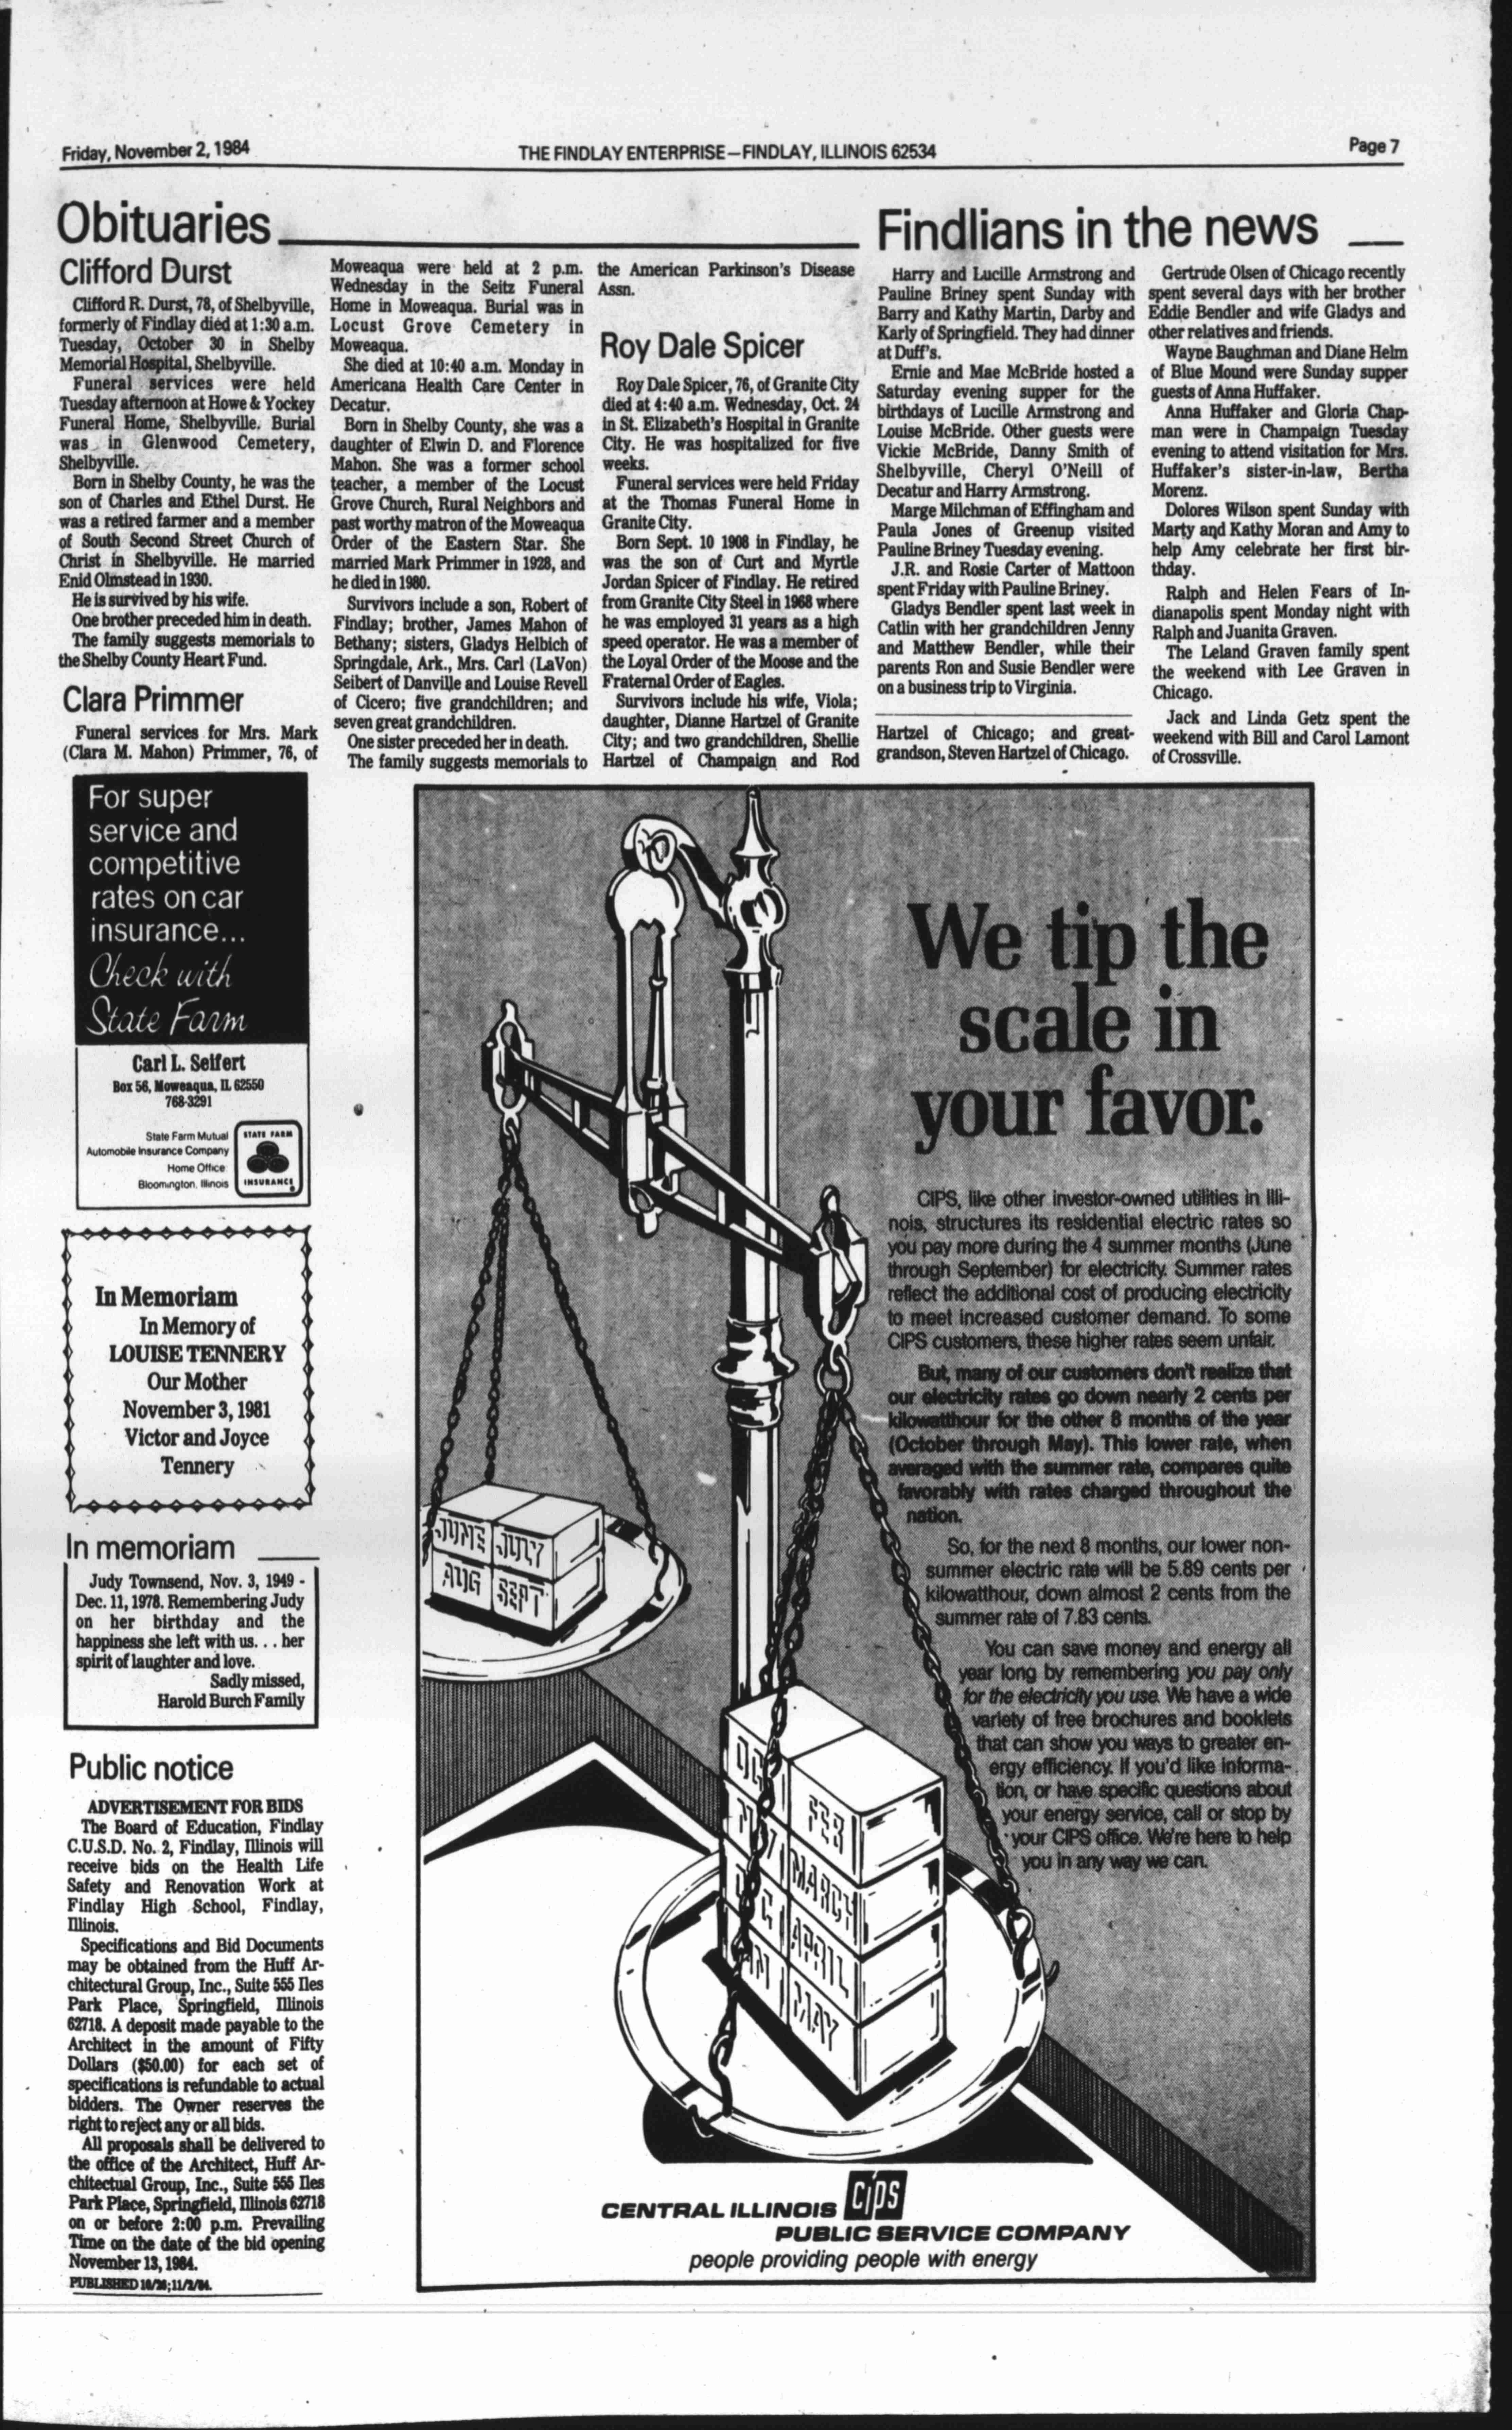 Friday, November 2, 1984
THE FINDLAY ENTERPRISE—FINDLAY, ILLINOIS 62534
Page 7
Obituaries
Clifford Durst
Clifford R. Durst, 78, of Shelbyville,
formerly of Findlay died at 1:30 a.m.
Tuesday, October 30 in Shelby
Memorial Hospital, Shelbyville.
Funeral services were held
Tuesday afternoon at Howe & Yockey
Funeral Home, Shelbyville. Burial
was in Glenwood Cemetery,
Shelbyville.
Born in Shelby County, he was the
son of Charles and Ethel Durst. He
was a retired farmer and a member
of South Second Street Church of
Christ in Shelbyville. He married
Enid Olmstead in 1930.
He is survived by his wife.
One brother preceded him in death.
The family suggests memorials to
the Shelby County Heart Fund.
Clara Primmer
Funeral services for Mrs. Mark
(Clara M. Mahon) Primmer, 76, of
Moweaqua were held at 2 p.m.
Wednesday in the Seitz Funeral
Home in Moweaqua. Burial was in
Locust Grove Cemetery in
Moweaqua.
She died at 10:40 a.m. Monday in
Americana Health Care Center in
Decatur.
Born in Shelby County, she was a
daughter of Elwin D. and Florence
Mahon. She was a former school
teacher, a member of the Locust
Grove Church, Rural Neighbors and
past worthy matron of the Moweaqua
Order of the Eastern Star. She
married Mark Primmer in 1928, and
he died in 1980.
Survivors include a son, Robert of
Findlay; brother, James Mahon of
Bethany; sisters, Gladys Helbich of
Springdale, Ark., Mrs. Carl (LaVon)
Seibert of Danville and Louise Revell
of Cicero; five grandchildren; and
seven great grandchildren.
One sister preceded her in death.
The family suggests memorials to
the American Parkinson's Disease
Assn.
Roy Dale Spicer
Roy Dale Spicer, 76, of Granite City
died at 4:40 a.m. Wednesday, Oct. 24
in St. Elizabeth's Hospital in Granite
City. He was hospitalized for five
weeks.
Funeral services were held Friday
at the Thomas Funeral Home in
Granite City.
Born Sept. 10 1908 in Findlay, he
was the son of Curt and Myrtle
Jordan Spicer of Findlay. He retired
from Granite City Steel in 1968 where
he was employed 31 years as a high
speed operator. He was a member of
the Loyal Order of the Moose and the
Fraternal Order of Eagles.
Survivors include his wife, Viola;
daughter, Dianne Hartzel of Granite
City; and two grandchildren, Shellie
Hartzel of Champaign and Rod
Hartzel of Chicago; and great-
grandson, Steven Hartzel of Chicago.
Findlians in the news
Harry and Lucille Armstrong and
Pauline Briney spent Sunday with
Barry and Kathy Martin, Darby and
Karly of Springfield. They had dinner
at Duff's.
Ernie and Mae McBride hosted a
Saturday evening supper for the
birthdays of Lucille Armstrong and
Louise McBride. Other guests were
Vickie McBride, Danny Smith of
Shelbyville, Cheryl O'Neill of
Decatur and Harry Armstrong.
Marge Milchman of Effingham and
Paula Jones of Greenup visited
Pauline Briney Tuesday evening.
J.R. and Rosie Carter of Mattoon
spent Friday with Pauline Briney.
Gladys Bendler spent last week in
Catlin with her grandchildren Jenny
and Matthew Bendler, while their
parents Ron and Susie Bendler were
on a business trip to Virginia.
Gertrude Olsen of Chicago recently
spent several days with her brother
Eddie Bendler and wife Gladys and
other relatives and friends.
Wayne Baughman and Diane Helm
of Blue Mound were Sunday supper
guests of Anna Huffaker.
Anna Huffaker and Gloria Chap-
man were in Champaign Tuesday
evening to attend visitation for Mrs.
Huffaker's sister-in-law, Bertha
Morenz.
Dolores Wilson spent Sunday with
Marty and Kathy Moran and Amy to
help Amy celebrate her first bir-
thday.
Ralph and Helen Fears of In-
dianapolis spent Monday night with
Ralph and Juanita Graven.
The Leland Graven family spent
the weekend with Lee Graven in
Chicago.
Jack and Linda Getz spent the
weekend with Bill and Carol Lamont
of Crossville.
For super
service and
competitive
rates on car
insurance...
Check with
State Farm
Carl L. Seifert
Box 56, Moweaqua, IL 62550
768-3291
State Farm Mutual
Automobile Insurance Company
Home Office
Bloomington, Illinois
STATE FARM
INSURANCE
In Memoriam
In Memory of
LOUISE TENNERY
Our Mother
November 3, 1981
Victor and Joyce
Tennery
In memoriam
Judy Townsend, Nov. 3, 1949 -
Dec. 11, 1978. Remembering Judy
on her birthday and the
happiness she left with us. . . her
spirit of laughter and love.
Sadly missed,
Harold Burch Family
Public notice
ADVERTISEMENT FOR BIDS
The Board of Education, Findlay
C.U.S.D. No. 2, Findlay, Illinois will
receive bids on the Health Life
Safety and Renovation Work at
Findlay High School, Findlay,
Illinois.
Specifications and Bid Documents
may be obtained from the Huff Ar-
chitectural Group, Inc., Suite 555 Iles
Park Place, Springfield, Illinois
62718. A deposit made payable to the
Architect in the amount of Fifty
Dollars ($50.00) for each set of
specifications is refundable to actual
bidders. The Owner reserves the
right to reject any or all bids.
All proposals shall be delivered to
the office of the Architect, Huff Ar-
chitectual Group, Inc., Suite 555 Iles
Park Place, Springfield, Illinois 62718
on or before 2:00 p.m. Prevailing
Time on the date of the bid opening
November 13, 1984.
PUBLISHED 10/26;11/2/84.
We tip the
scale in
your favor.
CIPS, like other investor-owned utilities in Illi-
nois, structures its residential electric rates so
you pay more during the 4 summer months (June
through September) for electricity. Summer rates
reflect the additional cost of producing electricity
to meet increased customer demand. To some
CIPS customers, these higher rates seem unfair.
But, many of our customers don't realize that
our electricity rates go down nearly 2 cents per
kilowatthour for the other 8 months of the year
(October through May). This lower rate, when
averaged with the summer rate, compares quite
favorably with rates charged throughout the
nation.
So, for the next 8 months, our lower non-
summer electric rate will be 5.89 cents per
kilowatthour, down almost 2 cents from the
summer rate of 7.83 cents.
You can save money and energy all
year long by remembering you pay only
for the electricity you use. We have a wide
variety of free brochures and booklets
that can show you ways to greater en-
ergy efficiency. If you'd like informa-
tion, or have specific questions about
your energy service, call or stop by
your CIPS office. We're here to help
you in any way we can.
JUNE JULY
AUG SEPT
FEB
MARCH
APRIL
MAY
CENTRAL ILLINOIS CIPS
PUBLIC SERVICE COMPANY
people providing people with energy